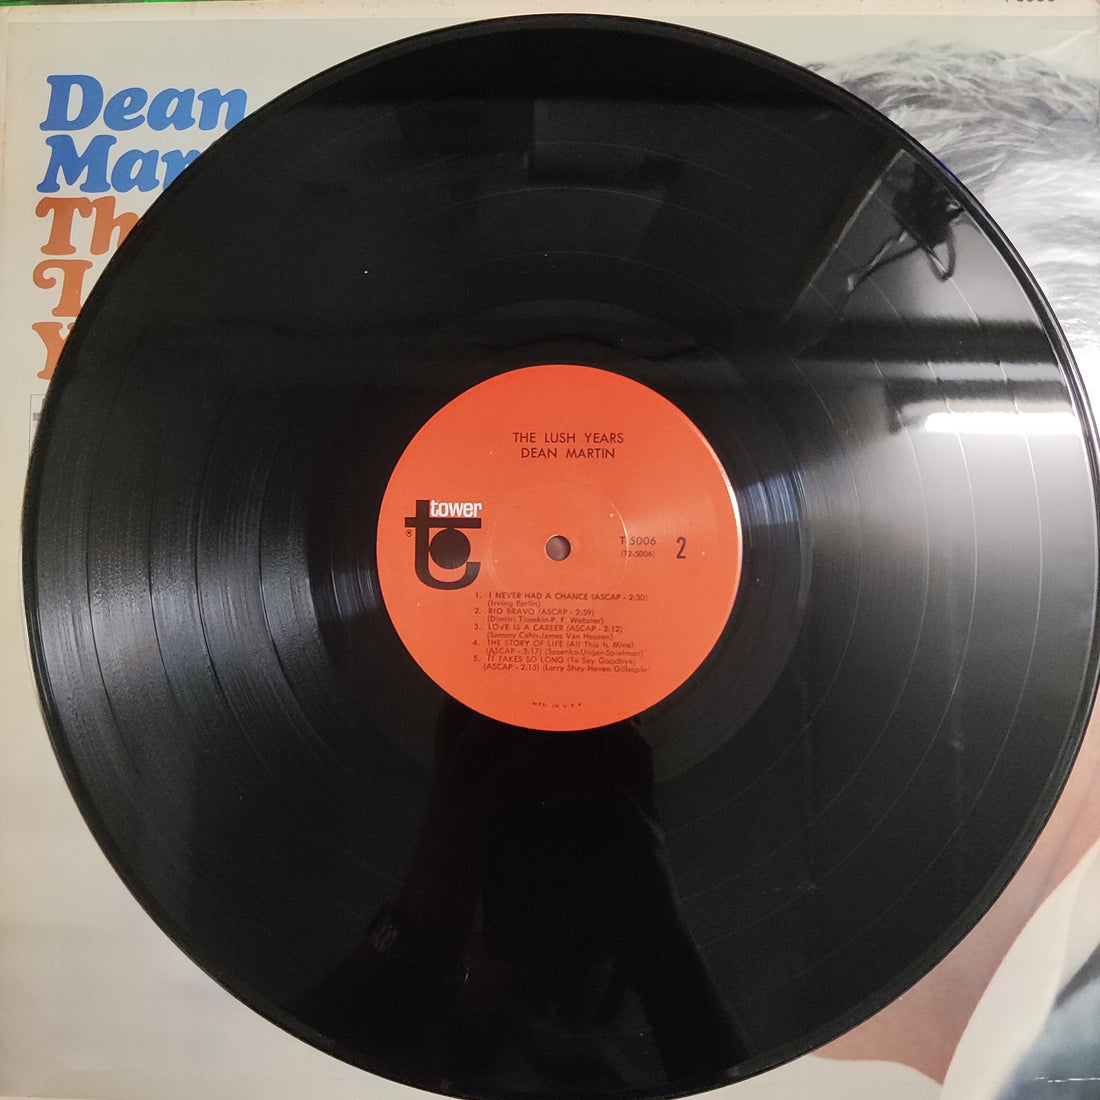 Dean
Mar
Th
L
Y
THE LUSH YEARS
DEAN MARTIN
tower
®
T-5006
(T2-5006)
2
1. I NEVER HAD A CHANCE (ASCAP - 2:30)
(Irving Berlin)
2. RIO BRAVO (ASCAP - 2:59)
(Dimitri Tiomkin-P. F. Webster)
3. LOVE IS A CAREER (ASCAP - 2:12)
(Sammy Cahn-James Van Heusen)
4. THE STORY OF LIFE (All This Is Mine)
(ASCAP - 3:17) (Sosenko-Unger-Spielman)
5. IT TAKES SO LONG (To Say Goodbye)
(ASCAP - 2:15) (Larry Shay-Haven Gillespie)
MFD. IN U.S.A.